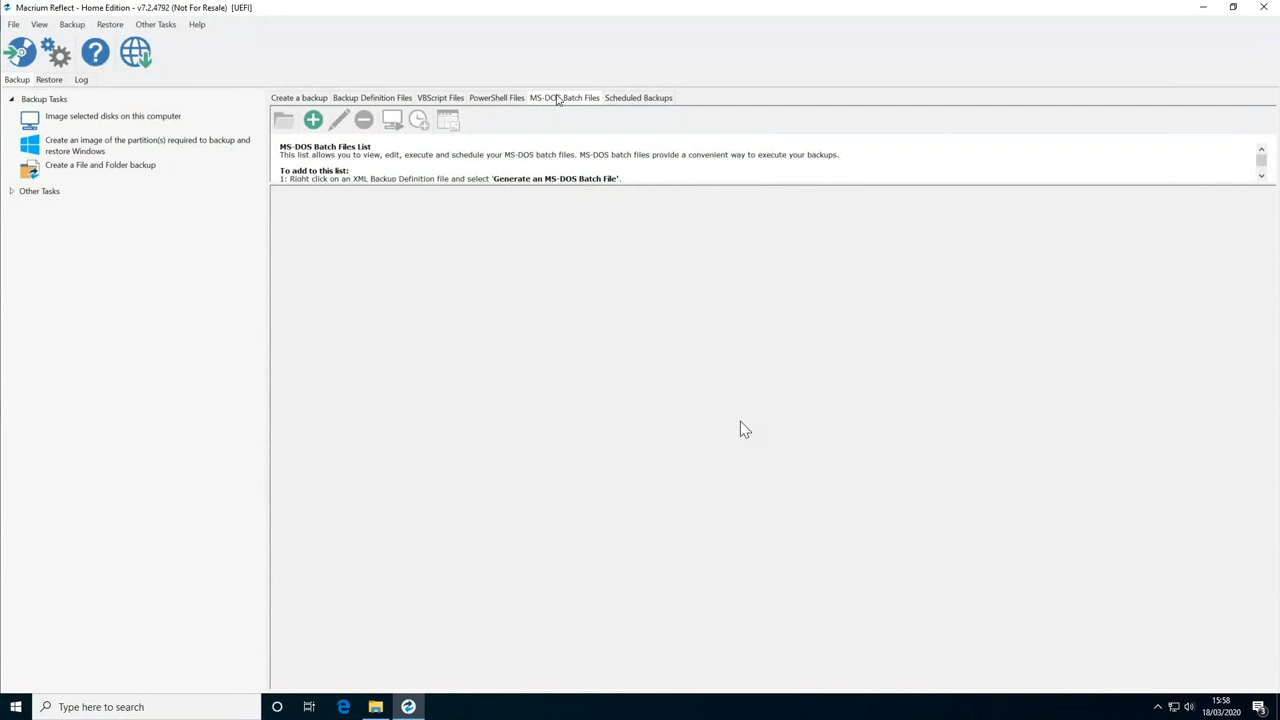 Macrium Reflect - Home Edition - v7.2.4792 (Not For Resale) [UEFI]
File View Backup Restore Other Tasks Help
Backup Restore Log
Backup Tasks
Image selected disks on this computer
Create an image of the partition(s) required to backup and
restore Windows
Create a File and Folder backup
Other Tasks
Create a backup Backup Definition Files VBScript Files PowerShell Files MS-DOS Batch Files Scheduled Backups
MS-DOS Batch Files List
This list allows you to view, edit, execute and schedule your MS-DOS batch files. MS-DOS batch files provide a convenient way to execute your backups.
To add to this list:
1: Right click on an XML Backup Definition file and select 'Generate an MS-DOS Batch File'.
Type here to search
15:58
18/03/2020
3